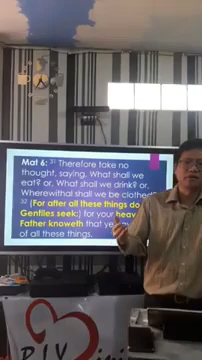 Mat 6: 31 Therefore take no
thought, saying, What shall we
eat? or, What shall we drink? or,
Wherewithal shall we be clothed
32 (For after all these things do
Gentiles seek:) for your heav
Father knoweth that ye
of all these things.